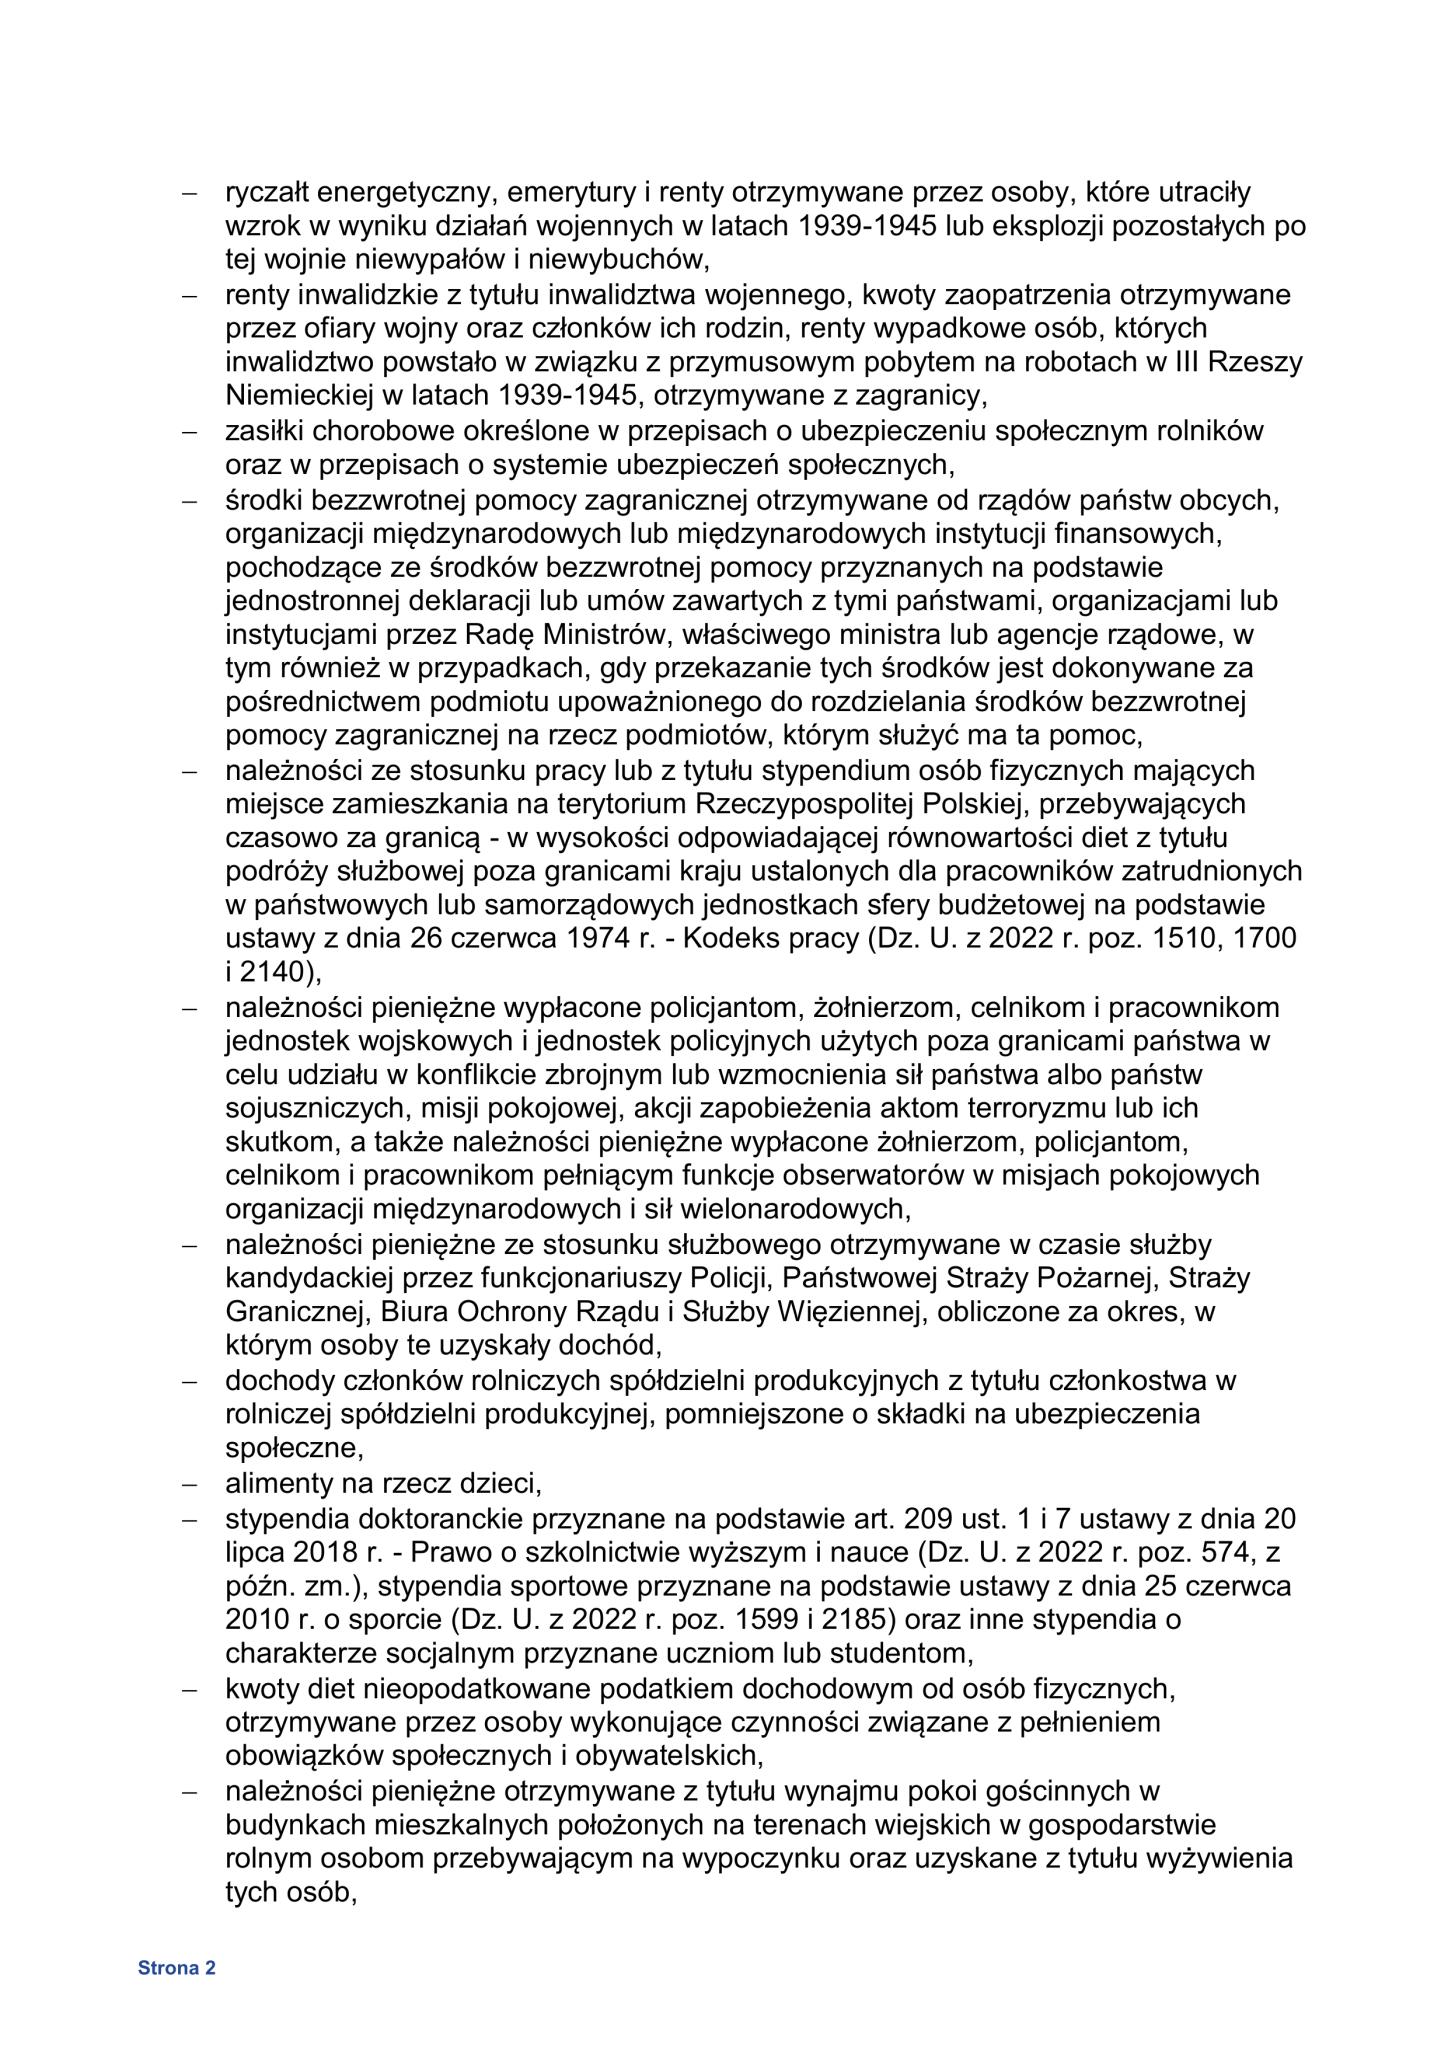 – ryczałt energetyczny, emerytury i renty otrzymywane przez osoby, które utraciły
wzrok w wyniku działań wojennych w latach 1939-1945 lub eksplozji pozostałych po
tej wojnie niewypałów i niewybuchów,
– renty inwalidzkie z tytułu inwalidztwa wojennego, kwoty zaopatrzenia otrzymywane
przez ofiary wojny oraz członków ich rodzin, renty wypadkowe osób, których
inwalidztwo powstało w związku z przymusowym pobytem na robotach w III Rzeszy
Niemieckiej w latach 1939-1945, otrzymywane z zagranicy,
– zasiłki chorobowe określone w przepisach o ubezpieczeniu społecznym rolników
oraz w przepisach o systemie ubezpieczeń społecznych,
– środki bezzwrotnej pomocy zagranicznej otrzymywane od rządów państw obcych,
organizacji międzynarodowych lub międzynarodowych instytucji finansowych,
pochodzące ze środków bezzwrotnej pomocy przyznanych na podstawie
jednostronnej deklaracji lub umów zawartych z tymi państwami, organizacjami lub
instytucjami przez Radę Ministrów, właściwego ministra lub agencje rządowe, w
tym również w przypadkach, gdy przekazanie tych środków jest dokonywane za
pośrednictwem podmiotu upoważnionego do rozdzielania środków bezzwrotnej
pomocy zagranicznej na rzecz podmiotów, którym służyć ma ta pomoc,
– należności ze stosunku pracy lub z tytułu stypendium osób fizycznych mających
miejsce zamieszkania na terytorium Rzeczypospolitej Polskiej, przebywających
czasowo za granicą - w wysokości odpowiadającej równowartości diet z tytułu
podróży służbowej poza granicami kraju ustalonych dla pracowników zatrudnionych
w państwowych lub samorządowych jednostkach sfery budżetowej na podstawie
ustawy z dnia 26 czerwca 1974 r. - Kodeks pracy (Dz. U. z 2022 r. poz. 1510, 1700
i 2140),
– należności pieniężne wypłacone policjantom, żołnierzom, celnikom i pracownikom
jednostek wojskowych i jednostek policyjnych użytych poza granicami państwa w
celu udziału w konflikcie zbrojnym lub wzmocnienia sił państwa albo państw
sojuszniczych, misji pokojowej, akcji zapobieżenia aktom terroryzmu lub ich
skutkom, a także należności pieniężne wypłacone żołnierzom, policjantom,
celnikom i pracownikom pełniącym funkcje obserwatorów w misjach pokojowych
organizacji międzynarodowych i sił wielonarodowych,
– należności pieniężne ze stosunku służbowego otrzymywane w czasie służby
kandydackiej przez funkcjonariuszy Policji, Państwowej Straży Pożarnej, Straży
Granicznej, Biura Ochrony Rządu i Służby Więziennej, obliczone za okres, w
którym osoby te uzyskały dochód,
– dochody członków rolniczych spółdzielni produkcyjnych z tytułu członkostwa w
rolniczej spółdzielni produkcyjnej, pomniejszone o składki na ubezpieczenia
społeczne,
– alimenty na rzecz dzieci,
– stypendia doktoranckie przyznane na podstawie art. 209 ust. 1 i 7 ustawy z dnia 20
lipca 2018 r. - Prawo o szkolnictwie wyższym i nauce (Dz. U. z 2022 r. poz. 574, z
późn. zm.), stypendia sportowe przyznane na podstawie ustawy z dnia 25 czerwca
2010 r. o sporcie (Dz. U. z 2022 r. poz. 1599 i 2185) oraz inne stypendia o
charakterze socjalnym przyznane uczniom lub studentom,
– kwoty diet nieopodatkowane podatkiem dochodowym od osób fizycznych,
otrzymywane przez osoby wykonujące czynności związane z pełnieniem
obowiązków społecznych i obywatelskich,
– należności pieniężne otrzymywane z tytułu wynajmu pokoi gościnnych w
budynkach mieszkalnych położonych na terenach wiejskich w gospodarstwie
rolnym osobom przebywającym na wypoczynku oraz uzyskane z tytułu wyżywienia
tych osób,
Strona 2